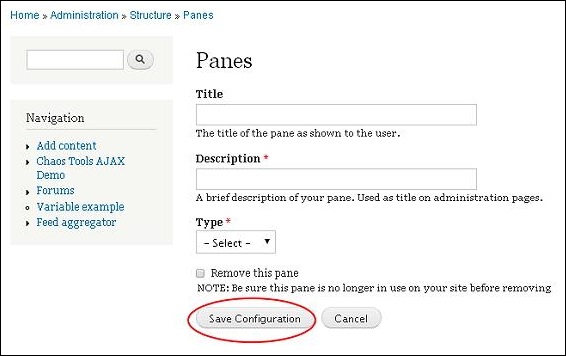 Home » Administration » Structure » Panes
Navigation
Add content
Chaos Tools AJAX
Demo
Forums
Variable example
Feed aggregator
Panes
Title
The title of the pane as shown to the user.
Description *
A brief description of your pane. Used as title on administration pages.
Type *
- Select -
Remove this pane
NOTE: Be sure this pane is no longer in use on your site before removing
Save Configuration Cancel